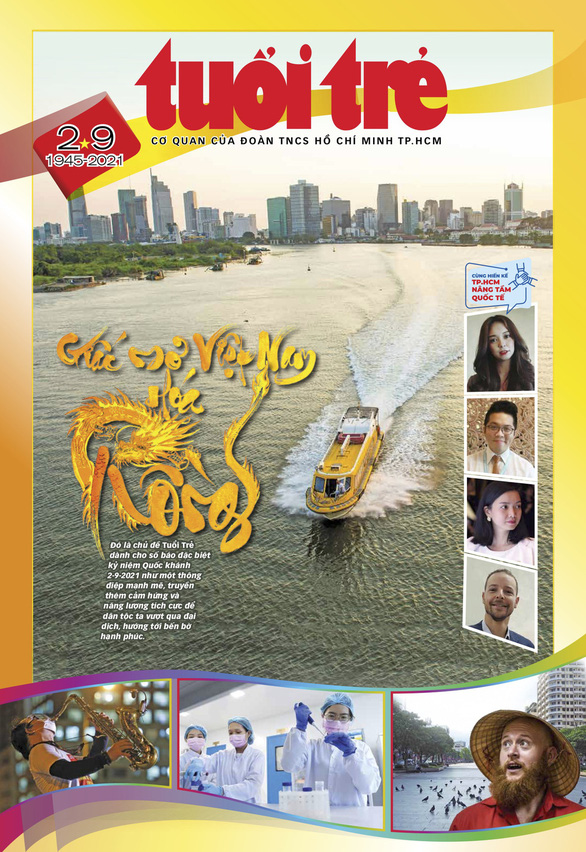 tuổi trẻ
CƠ QUAN CỦA ĐOÀN TNCS HỒ CHÍ MINH TP.HCM
2★9
1945-2021
CÙNG HIẾN KẾ
TP.HCM
NÂNG TẦM
QUỐC TẾ
Giấc mơ Việt Nam
Hóa
Rồng
Đó là chủ đề Tuổi Trẻ
dành cho số báo đặc biệt
kỷ niệm Quốc khánh
2-9-2021 như một thông
điệp mạnh mẽ, truyền
thêm cảm hứng và
năng lượng tích cực để
dân tộc ta vượt qua đại
dịch, hướng tới bến bờ
hạnh phúc.